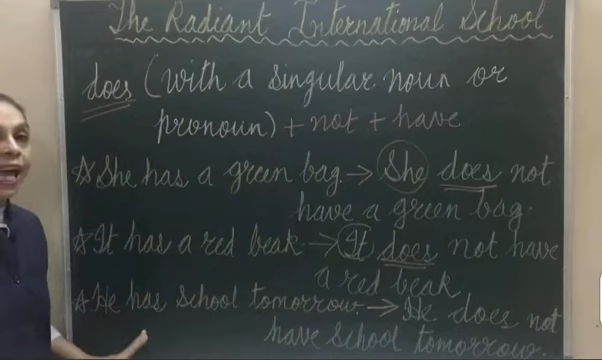 The Radiant International School
does (with a singular noun or
pronoun) + not + have
☆ She has a green bag. → She does not
have a green bag.
☆ It has a red beak. → It does not have
a red beak
☆ He has School tomorrow. → He does not
have School tomorrow.